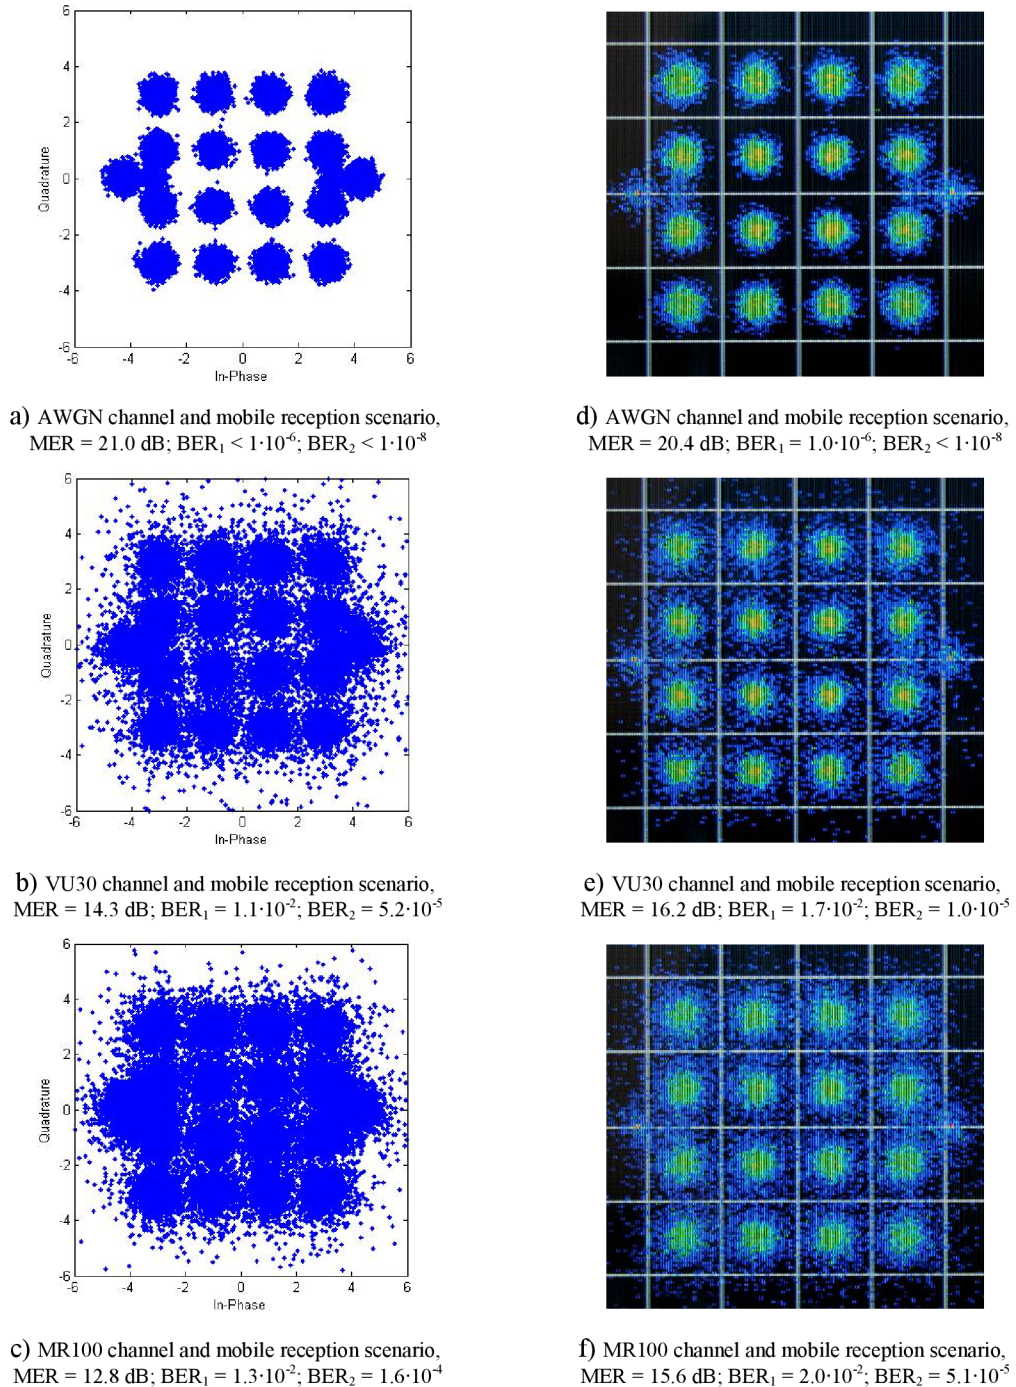 6
4
2
0
-2
-4
-6
Quadrature
-6 -4 -2 0 2 4 6
In-Phase
a) AWGN channel and mobile reception scenario,
MER = 21.0 dB; BER₁ < 1·10⁻⁶; BER₂ < 1·10⁻⁸
d) AWGN channel and mobile reception scenario,
MER = 20.4 dB; BER₁ = 1.0·10⁻⁶; BER₂ < 1·10⁻⁸
6
4
2
0
-2
-4
-6
Quadrature
-6 -4 -2 0 2 4 6
In-Phase
b) VU30 channel and mobile reception scenario,
MER = 14.3 dB; BER₁ = 1.1·10⁻²; BER₂ = 5.2·10⁻⁵
e) VU30 channel and mobile reception scenario,
MER = 16.2 dB; BER₁ = 1.7·10⁻²; BER₂ = 1.0·10⁻⁵
6
4
2
0
-2
-4
-6
Quadrature
-6 -4 -2 0 2 4 6
In-Phase
c) MR100 channel and mobile reception scenario,
MER = 12.8 dB; BER₁ = 1.3·10⁻²; BER₂ = 1.6·10⁻⁴
f) MR100 channel and mobile reception scenario,
MER = 15.6 dB; BER₁ = 2.0·10⁻²; BER₂ = 5.1·10⁻⁵